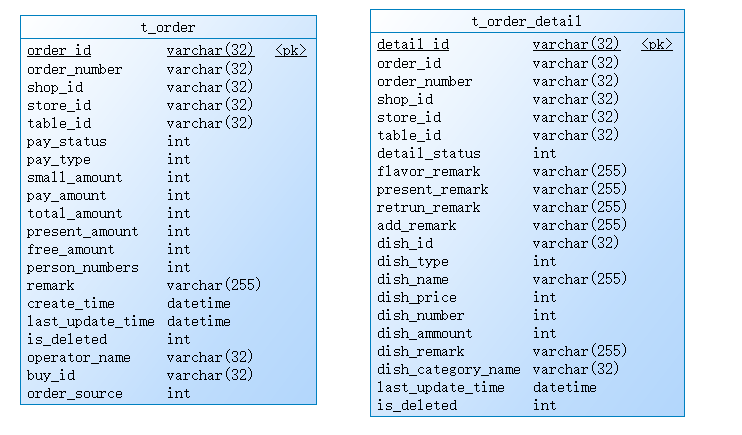 t_order
order_id varchar(32) <pk>
order_number varchar(32)
shop_id varchar(32)
store_id varchar(32)
table_id varchar(32)
pay_status int
pay_type int
small_amount int
pay_amount int
total_amount int
present_amount int
free_amount int
person_numbers int
remark varchar(255)
create_time datetime
last_update_time datetime
is_deleted int
operator_name varchar(32)
buy_id varchar(32)
order_source int
t_order_detail
detail_id varchar(32) <pk>
order_id varchar(32)
order_number varchar(32)
shop_id varchar(32)
store_id varchar(32)
table_id varchar(32)
detail_status int
flavor_remark varchar(255)
present_remark varchar(255)
retrun_remark varchar(255)
add_remark varchar(255)
dish_id varchar(32)
dish_type int
dish_name varchar(255)
dish_price int
dish_number int
dish_ammount int
dish_remark varchar(255)
dish_category_name varchar(32)
last_update_time datetime
is_deleted int